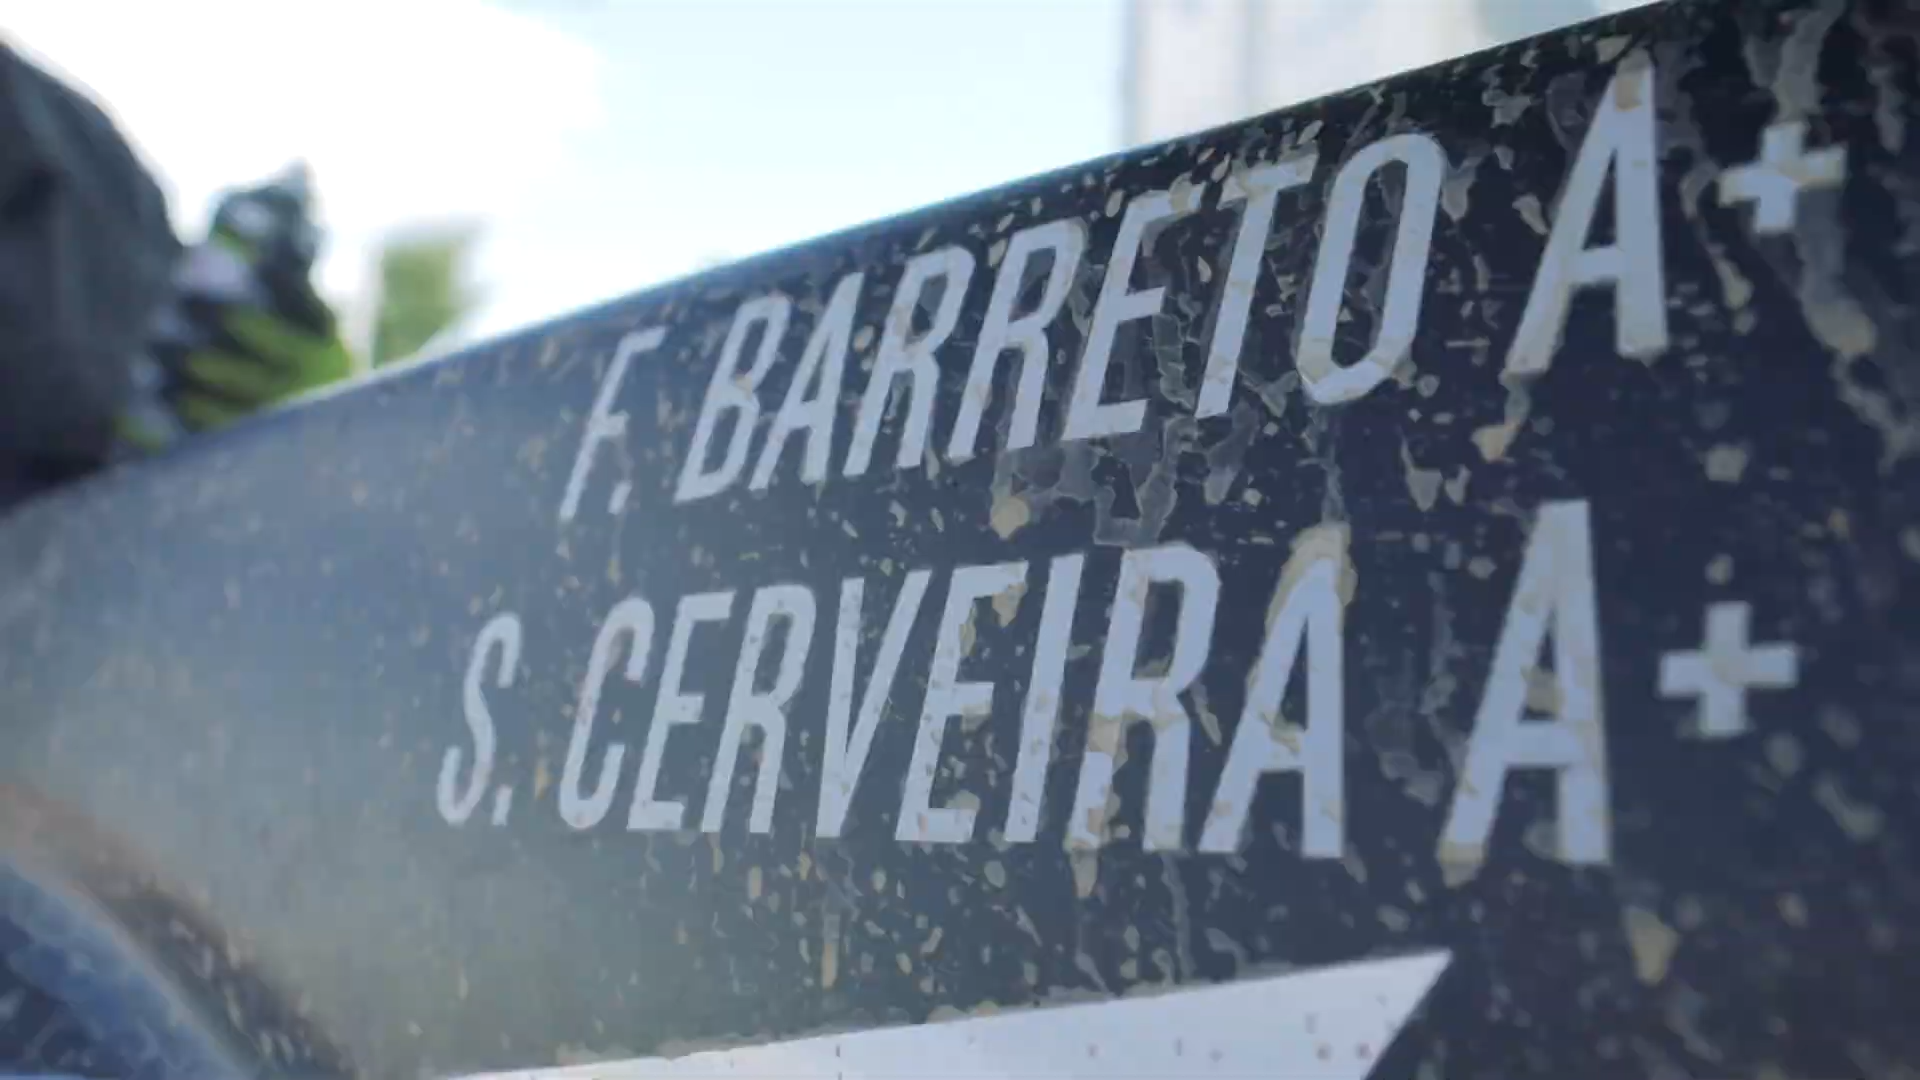 F. BARRETO A+
S. CERVEIRA A+